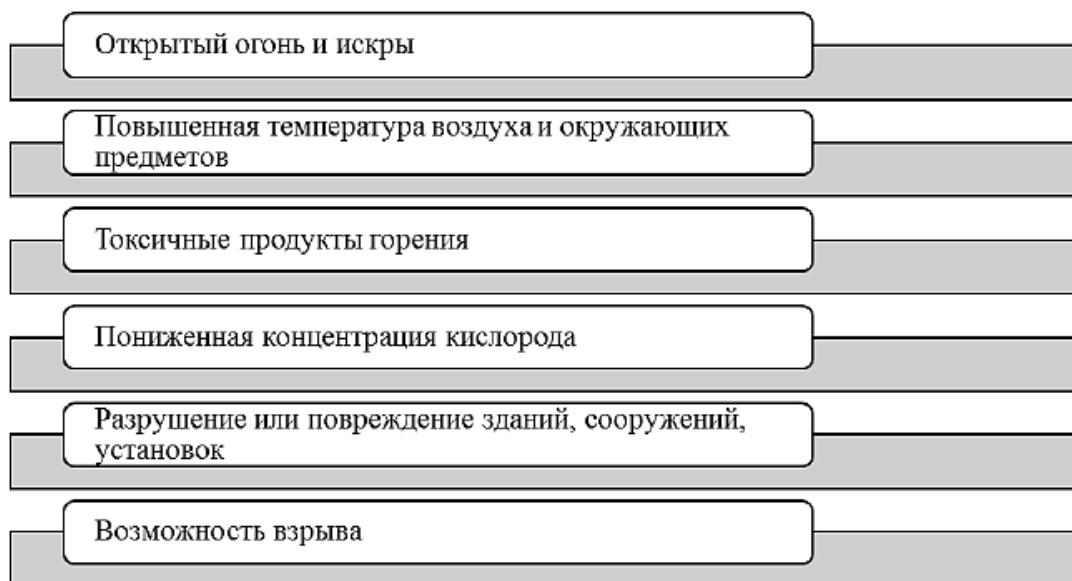 Открытый огонь и искры
Повышенная температура воздуха и окружающих
предметов
Токсичные продукты горения
Пониженная концентрация кислорода
Разрушение или повреждение зданий, сооружений,
установок
Возможность взрыва